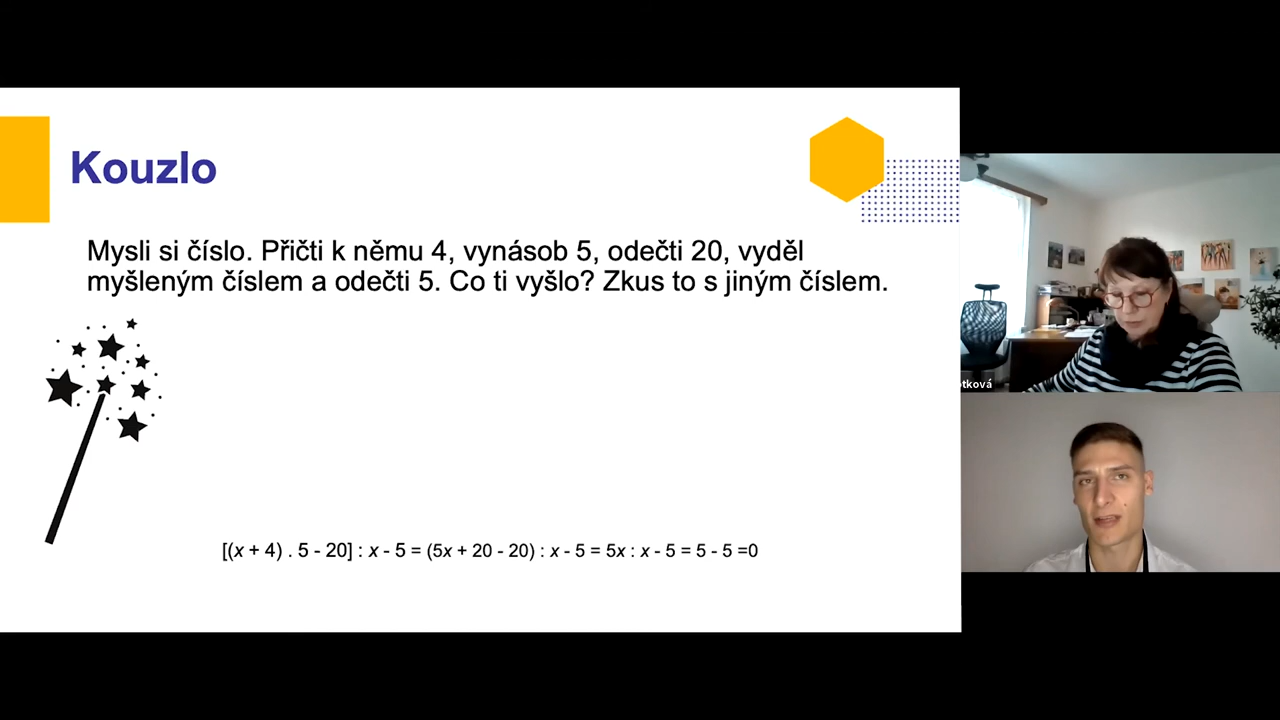 Kouzlo
Mysli si číslo. Přičti k němu 4, vynásob 5, odečti 20, vyděl
myšleným číslem a odečti 5. Co ti vyšlo? Zkus to s jiným číslem.
[(x + 4) . 5 - 20] : x - 5 = (5x + 20 - 20) : x - 5 = 5x : x - 5 = 5 - 5 =0